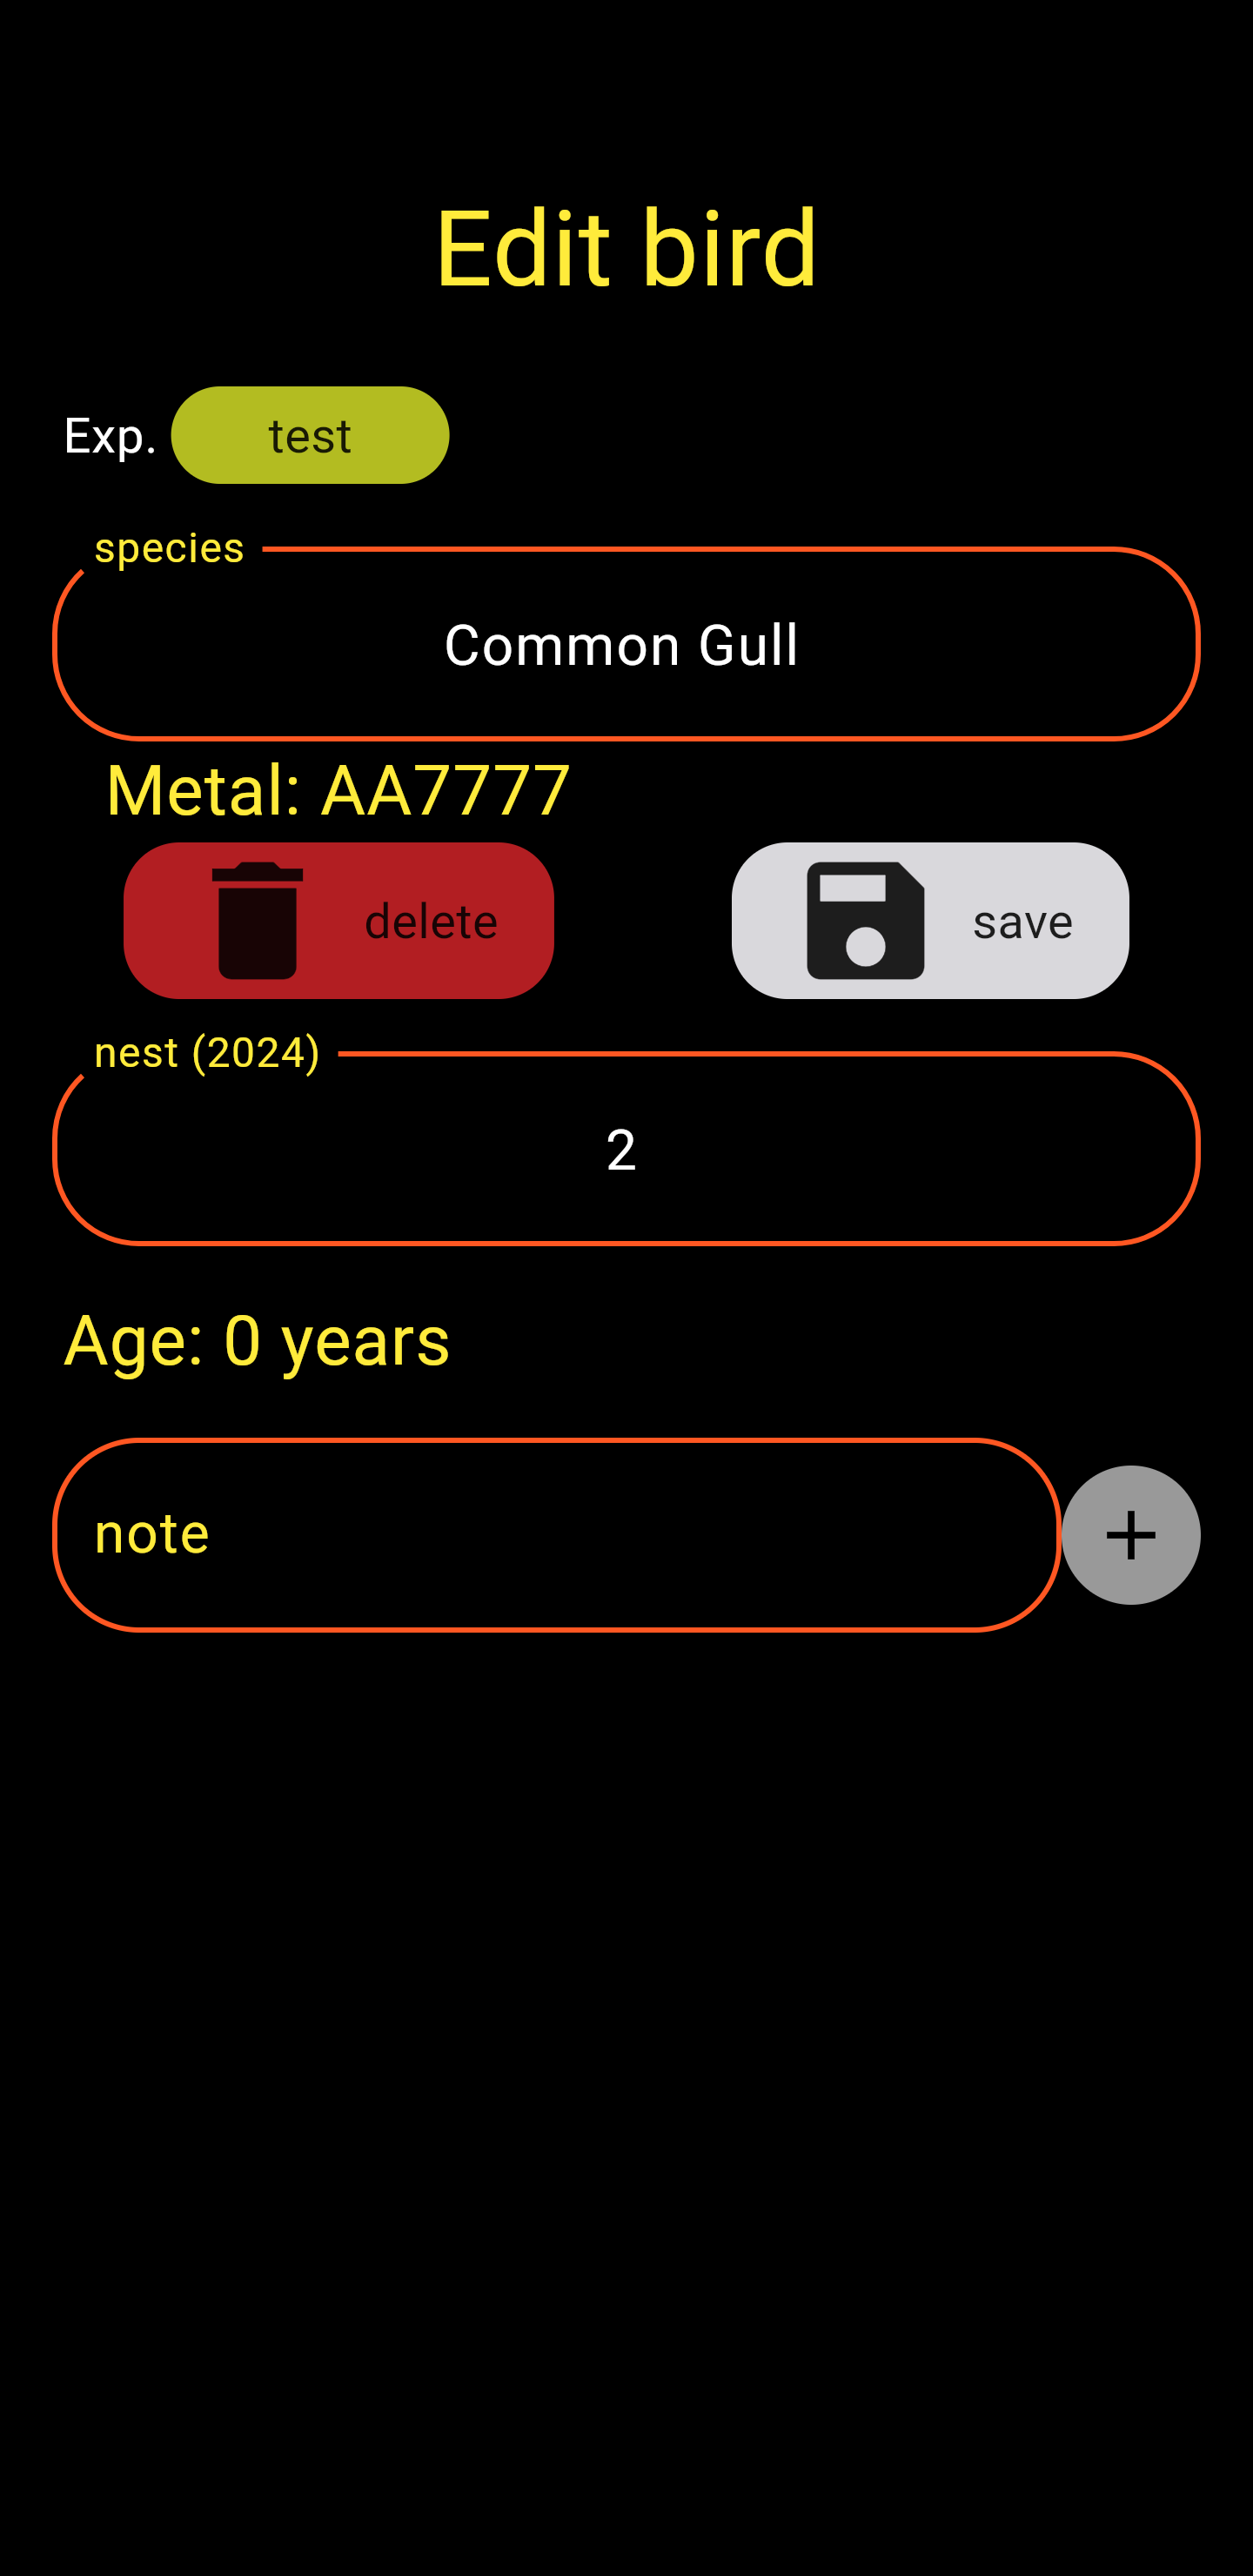 Edit bird
Exp. test
species
Common Gull
Metal: AA7777
delete save
nest (2024)
2
Age: 0 years
note